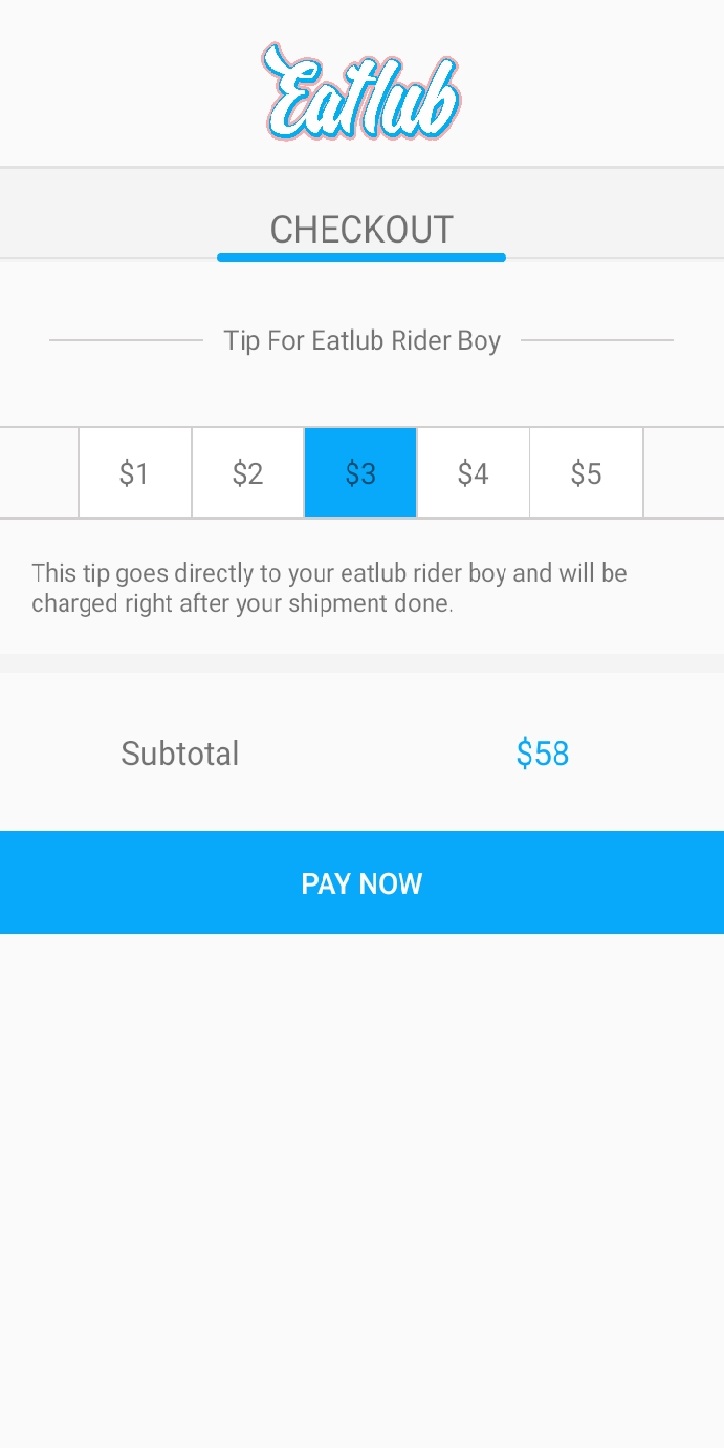 Eatlub
CHECKOUT
Tip For Eatlub Rider Boy
$1 $2 $3 $4 $5
This tip goes directly to your eatlub rider boy and will be
charged right after your shipment done.
Subtotal $58
PAY NOW